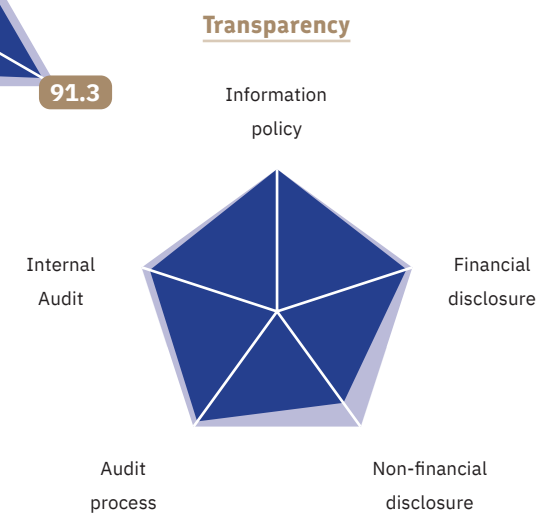 Transparency
91.3
Information
policy
Internal
Audit
Financial
disclosure
Audit
process
Non-financial
disclosure